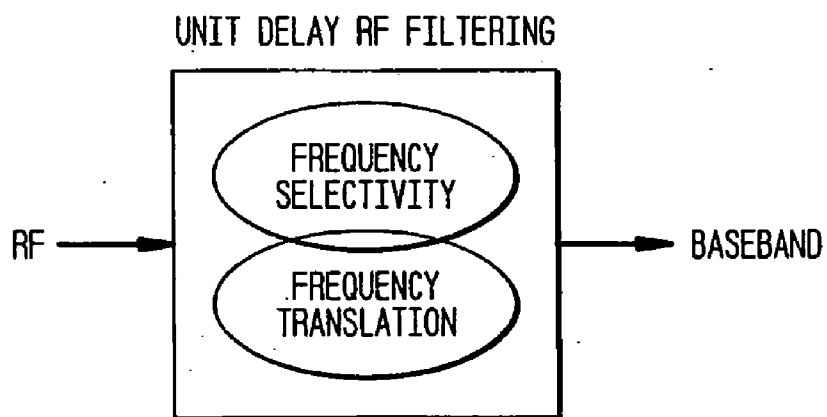 UNIT DELAY RF FILTERING
FREQUENCY
SELECTIVITY
RF
BASEBAND
FREQUENCY
TRANSLATION